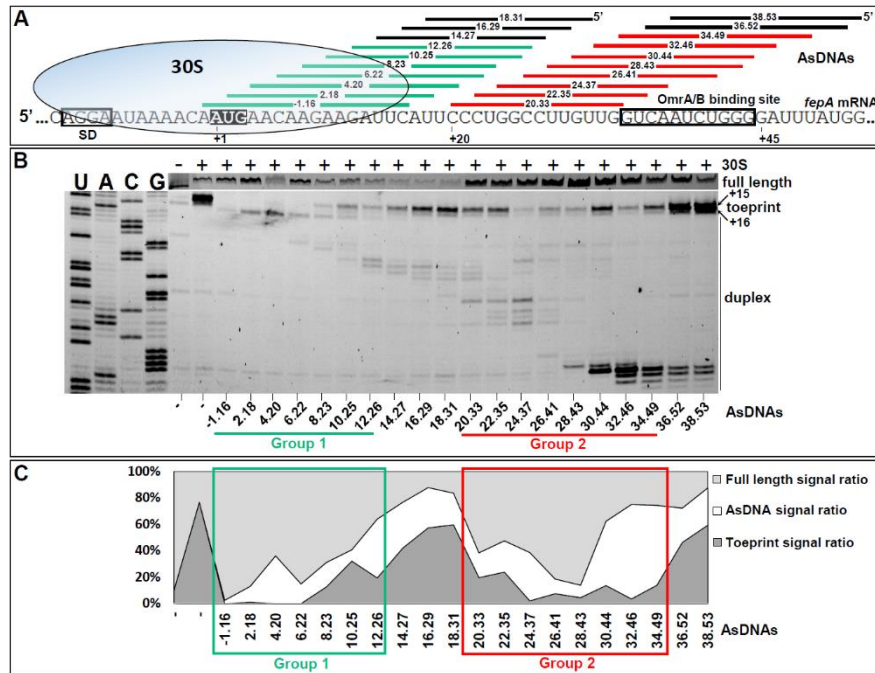 A
18.31 5' 38.53 5'
16.29 36.52
14.27 34.49
12.26 32.46 AsDNAs
10.25 30.44
8.23 28.43
30S
6.22 26.41
4.20 24.37
2.18 22.35 OmrA/B binding site
-1.16 20.33 fepA mRNA
5' ...CAGGAAUAAAACAAUGAACAAGAAGAUUCAUUCCCUGGCCUUGUUGGUCAAUCUGGGGAUUUAUGG...
SD +1 +20 +45
B
- + + + + + + + + + + + + + + + + + + + + + 30S
full length
U A C G
+15
toeprint
+16
duplex
- - -1.16 2.18 4.20 6.22 8.23 10.25 12.26 14.27 16.29 18.31 20.33 22.35 24.37 26.41 28.43 30.44 32.46 34.49 36.52 38.53 AsDNAs
Group 1 Group 2
C
100%
80%
60%
40%
20%
0%
Full length signal ratio
AsDNA signal ratio
Toeprint signal ratio
- - -1.16 2.18 4.20 6.22 8.23 10.25 12.26 14.27 16.29 18.31 20.33 22.35 24.37 26.41 28.43 30.44 32.46 34.49 36.52 38.53 AsDNAs
Group 1 Group 2